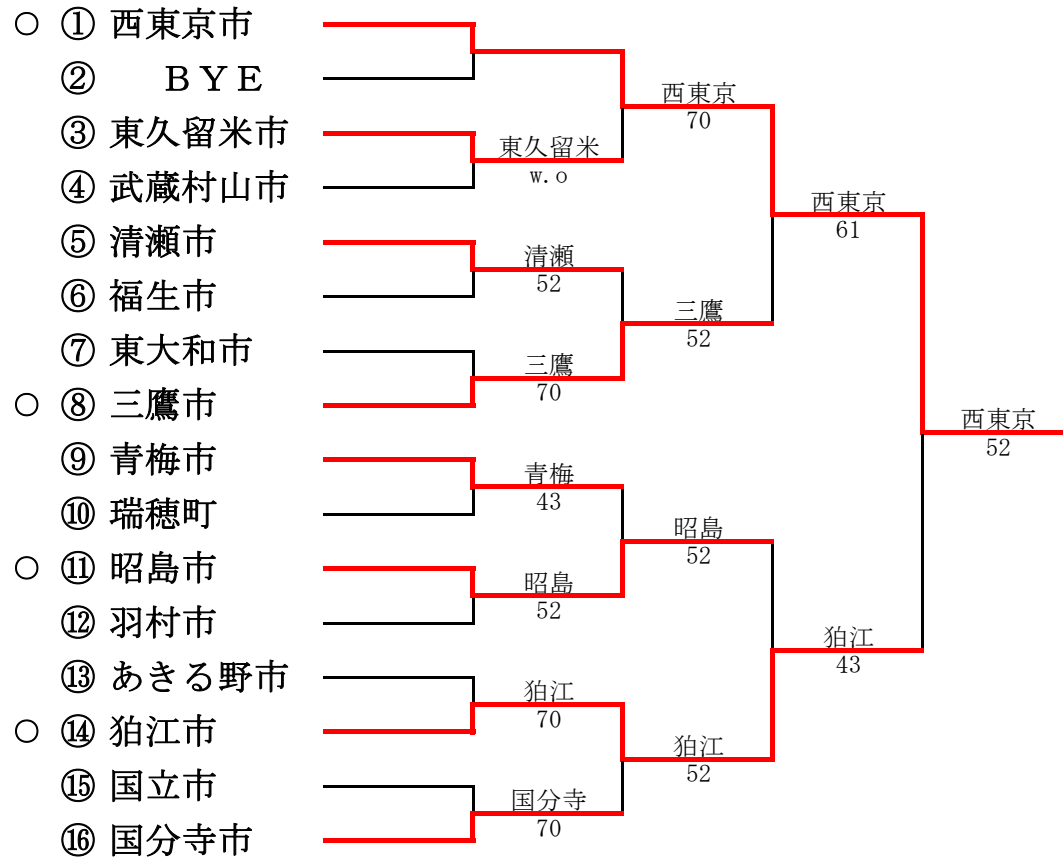 ○ ① 西東京市
② ＢＹＥ
③ 東久留米市
④ 武蔵村山市
⑤ 清瀬市
⑥ 福生市
⑦ 東大和市
○ ⑧ 三鷹市
⑨ 青梅市
⑩ 瑞穂町
○ ⑪ 昭島市
⑫ 羽村市
⑬ あきる野市
○ ⑭ 狛江市
⑮ 国立市
⑯ 国分寺市
東久留米
w.o
清瀬
52
三鷹
70
青梅
43
昭島
52
狛江
70
国分寺
70
西東京
70
三鷹
52
昭島
52
狛江
52
西東京
61
狛江
43
西東京
52